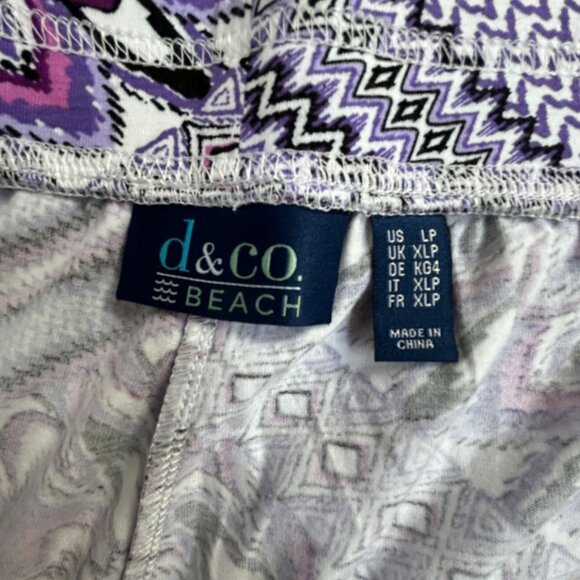 d&co.
BEACH
US LP
UK XLP
DE KG4
IT XLP
FR XLP
MADE IN
CHINA